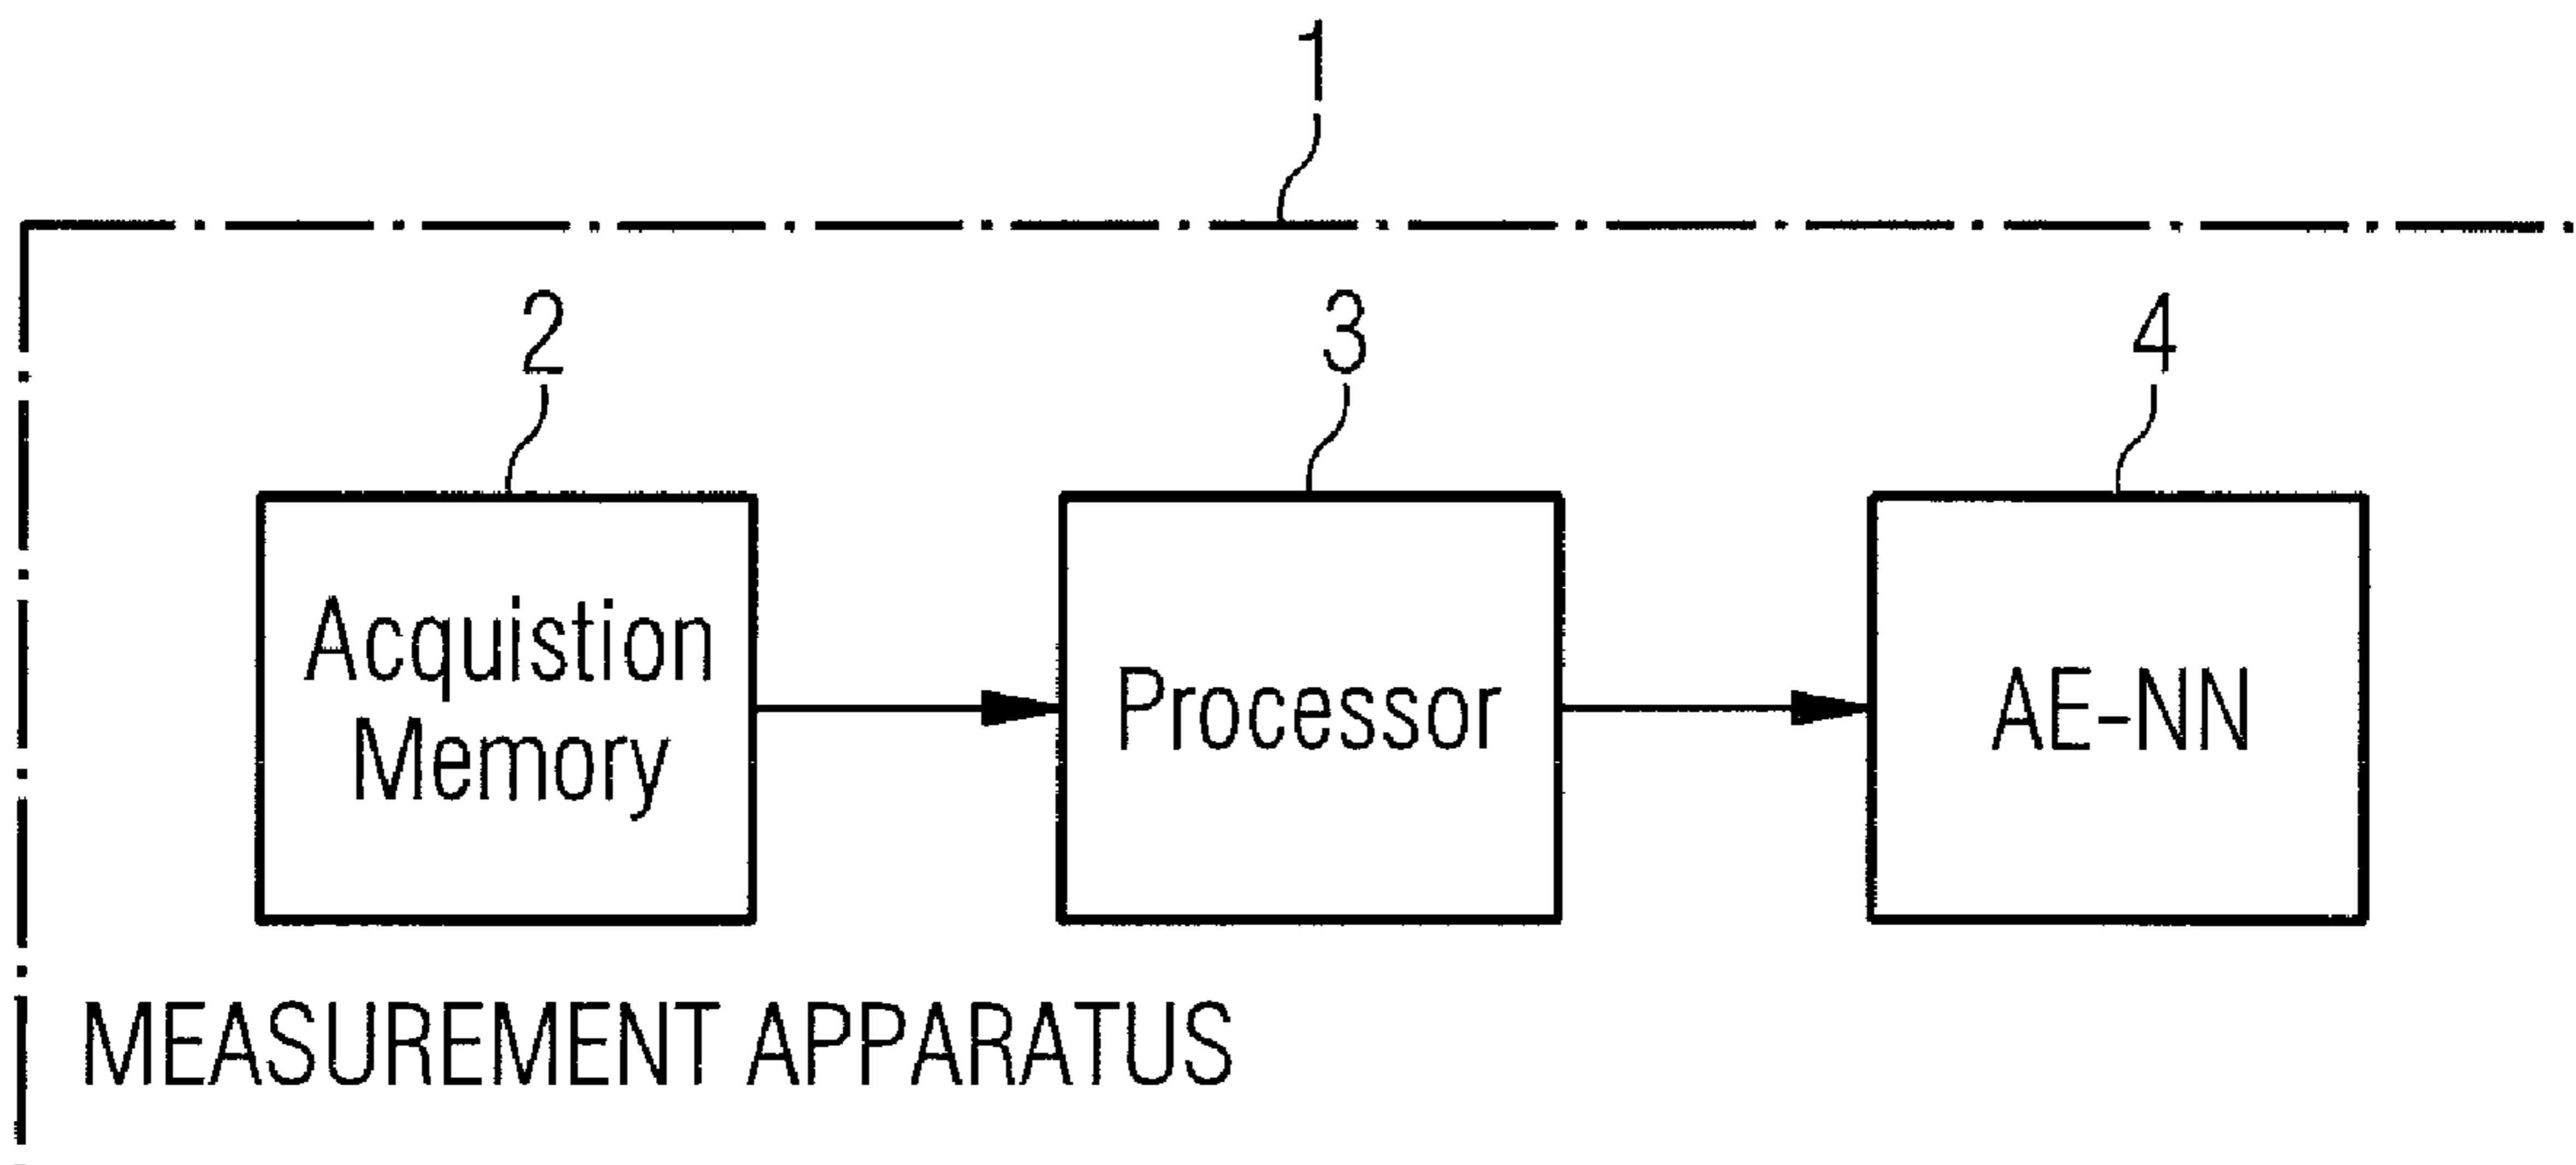 1
2
3
4
Acquistion
Memory
Processor
AE-NN
MEASUREMENT APPARATUS